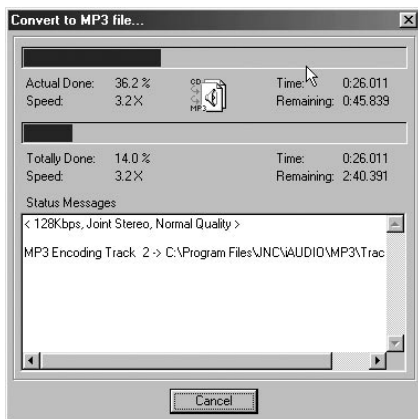 Convert to MP3 file...
Actual Done: 36.2 % CD MP3 Time: 0:26.011
Speed: 3.2 X Remaining: 0:45.839
Totally Done: 14.0 % Time: 0:26.011
Speed: 3.2 X Remaining: 2:40.391
Status Messages
< 128Kbps, Joint Stereo, Normal Quality >
MP3 Encoding Track 2 -> C:\Program Files\JNC\iAUDIO\MP3\Trac
Cancel